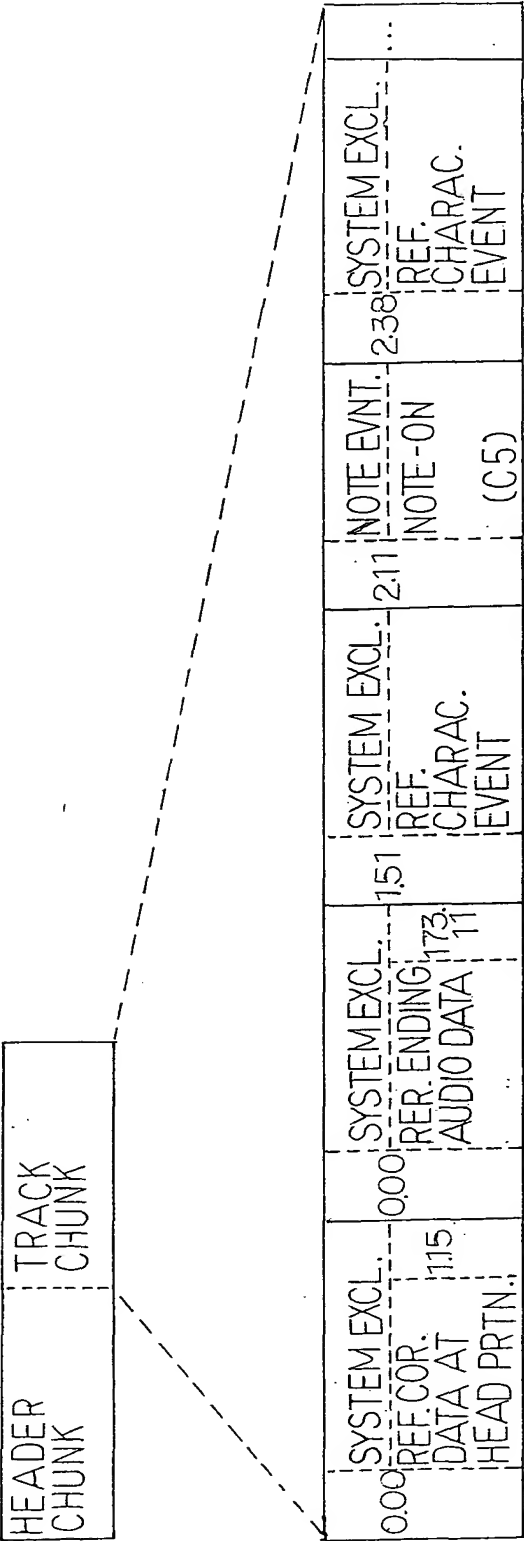 HEADER
CHUNK
TRACK
CHUNK
0.00
SYSTEM EXCL.
REF. COR.
DATA AT
HEAD PRTN.
1.15
0.00
SYSTEM EXCL.
RER. ENDING
AUDIO DATA
173.
11
1.51
SYSTEM EXCL.
REF.
CHARAC.
EVENT
2.11
NOTE EVNT.
NOTE-ON
(C5)
2.38
SYSTEM EXCL.
REF.
CHARAC.
EVENT
...